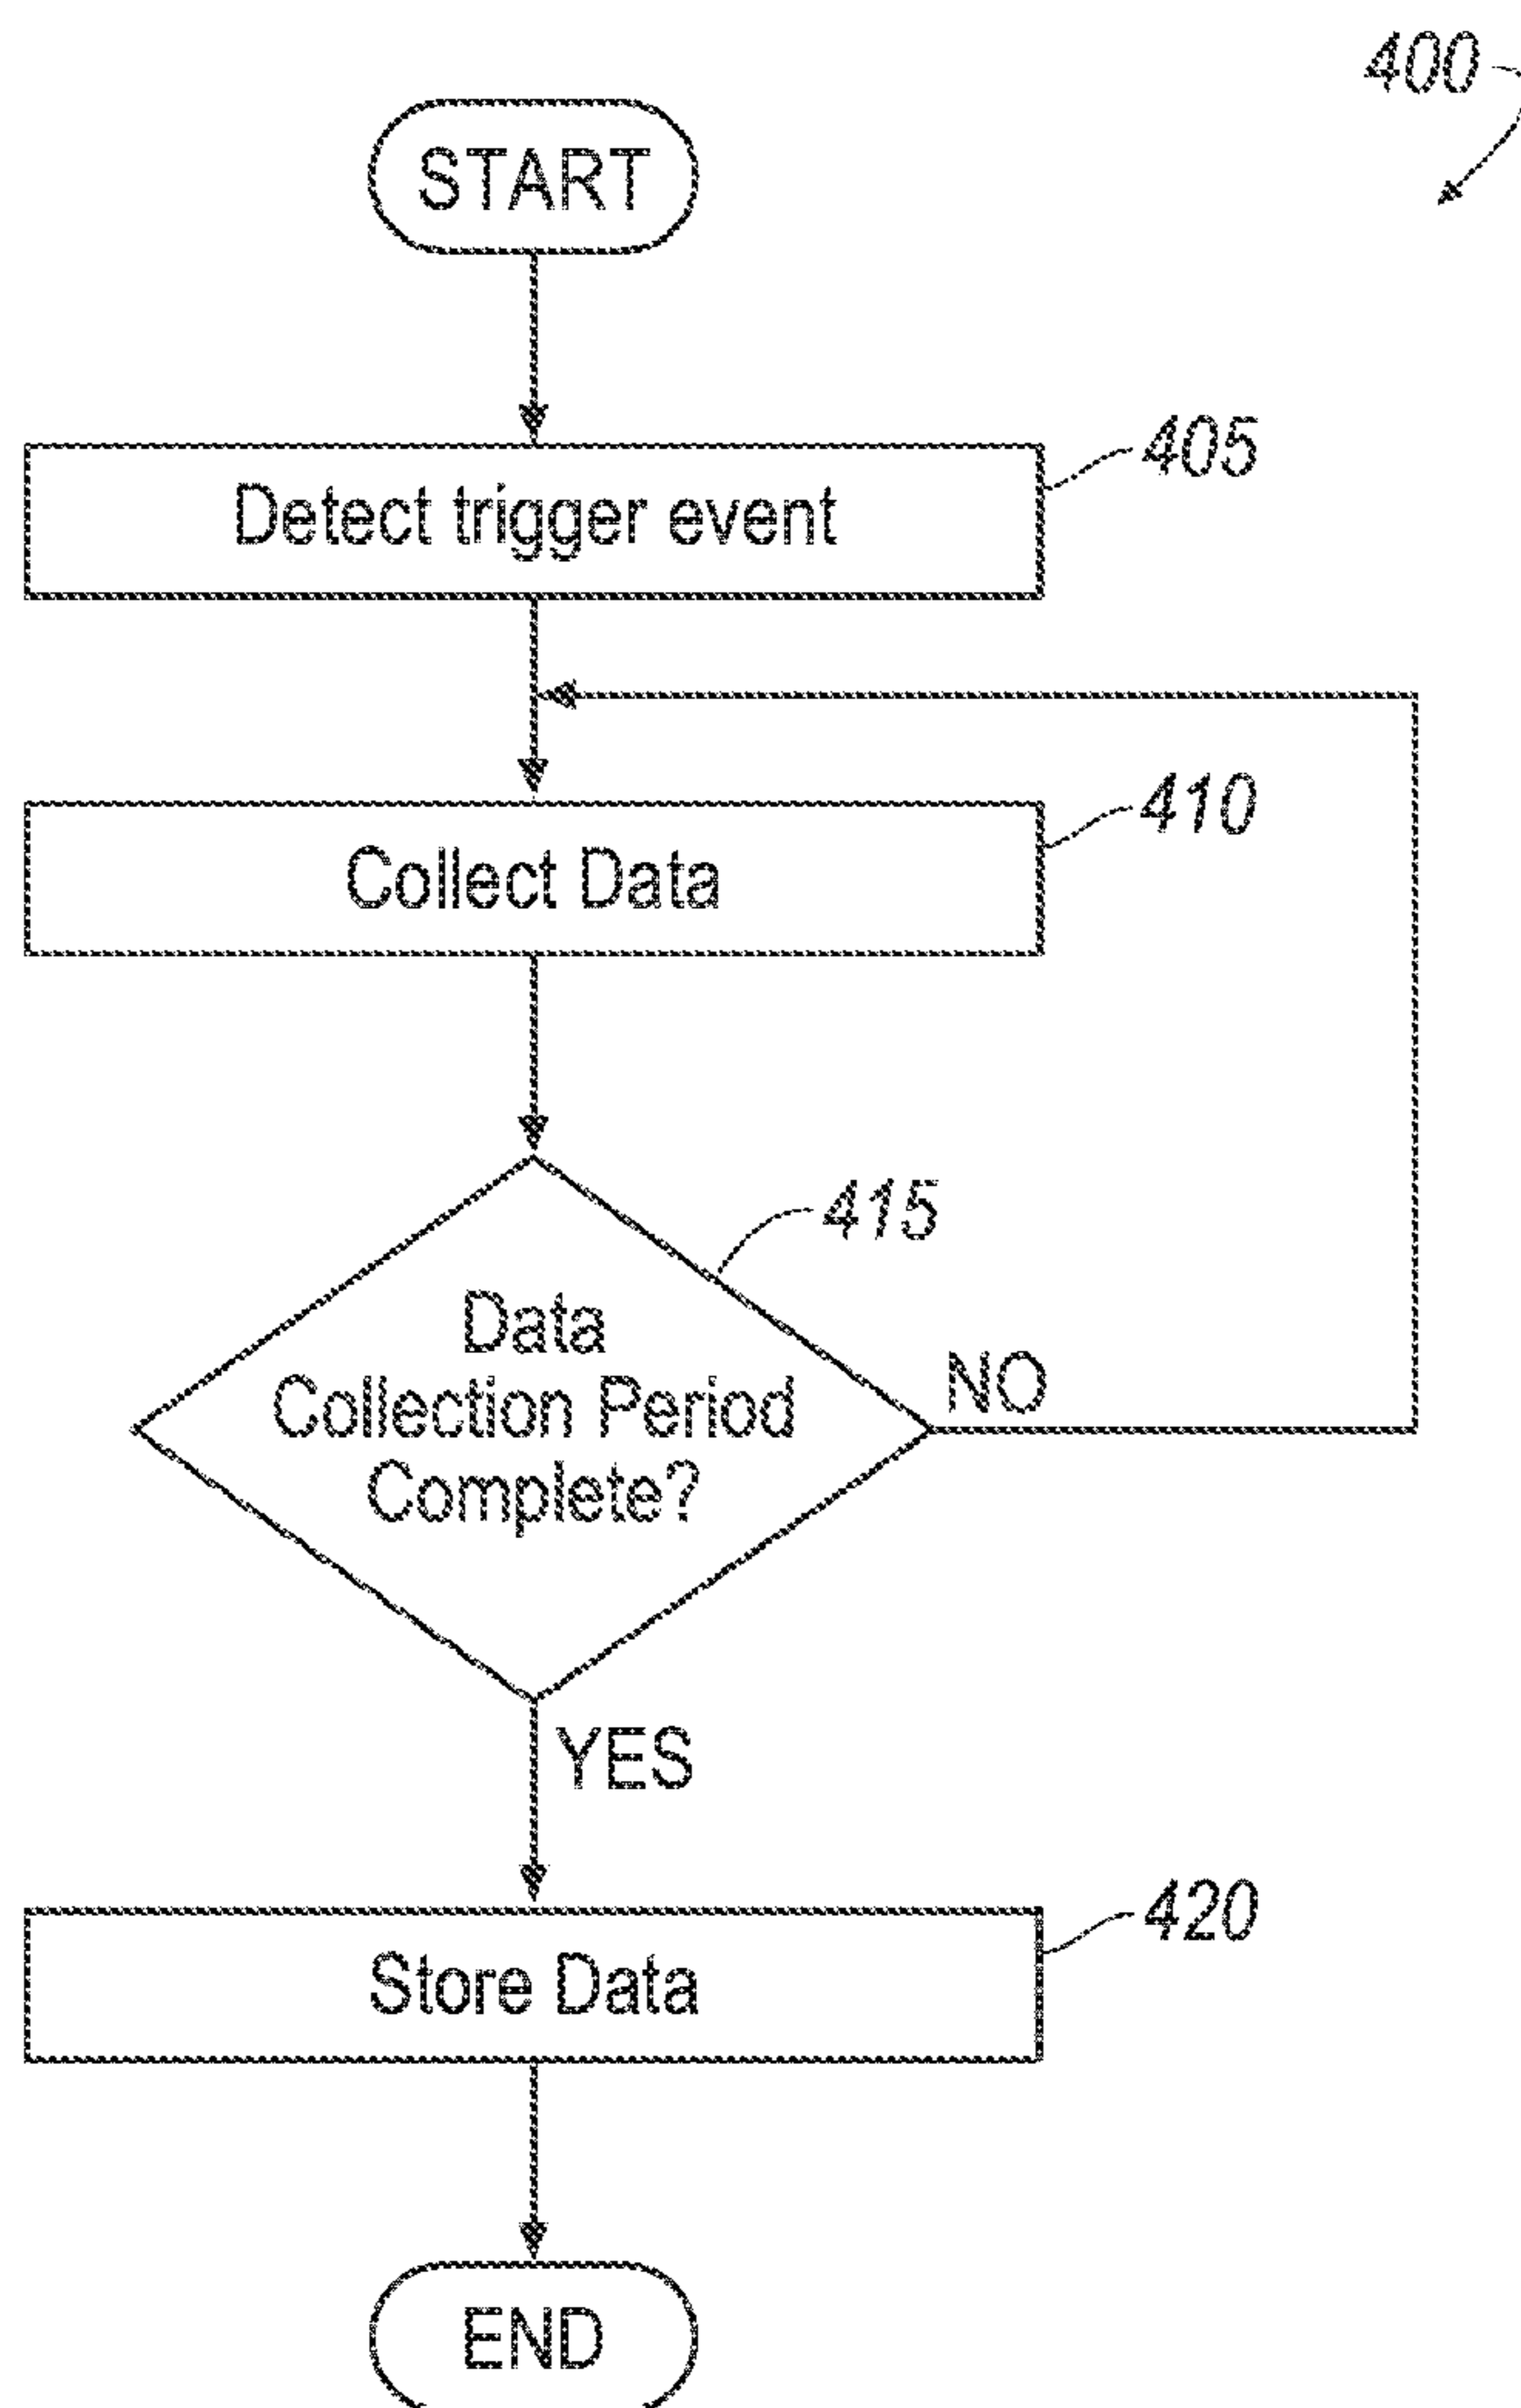 400
START
405
Detect trigger event
410
Collect Data
415
Data
Collection Period
Complete?
NO
YES
420
Store Data
END